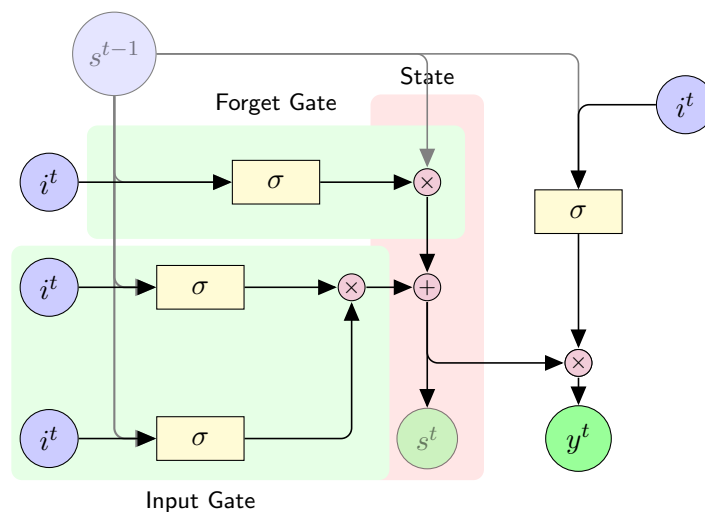 s^{t-1}
State
Forget Gate
i^t
i^t
σ
×
σ
i^t
σ
×
+
×
i^t
σ
s^t
y^t
Input Gate